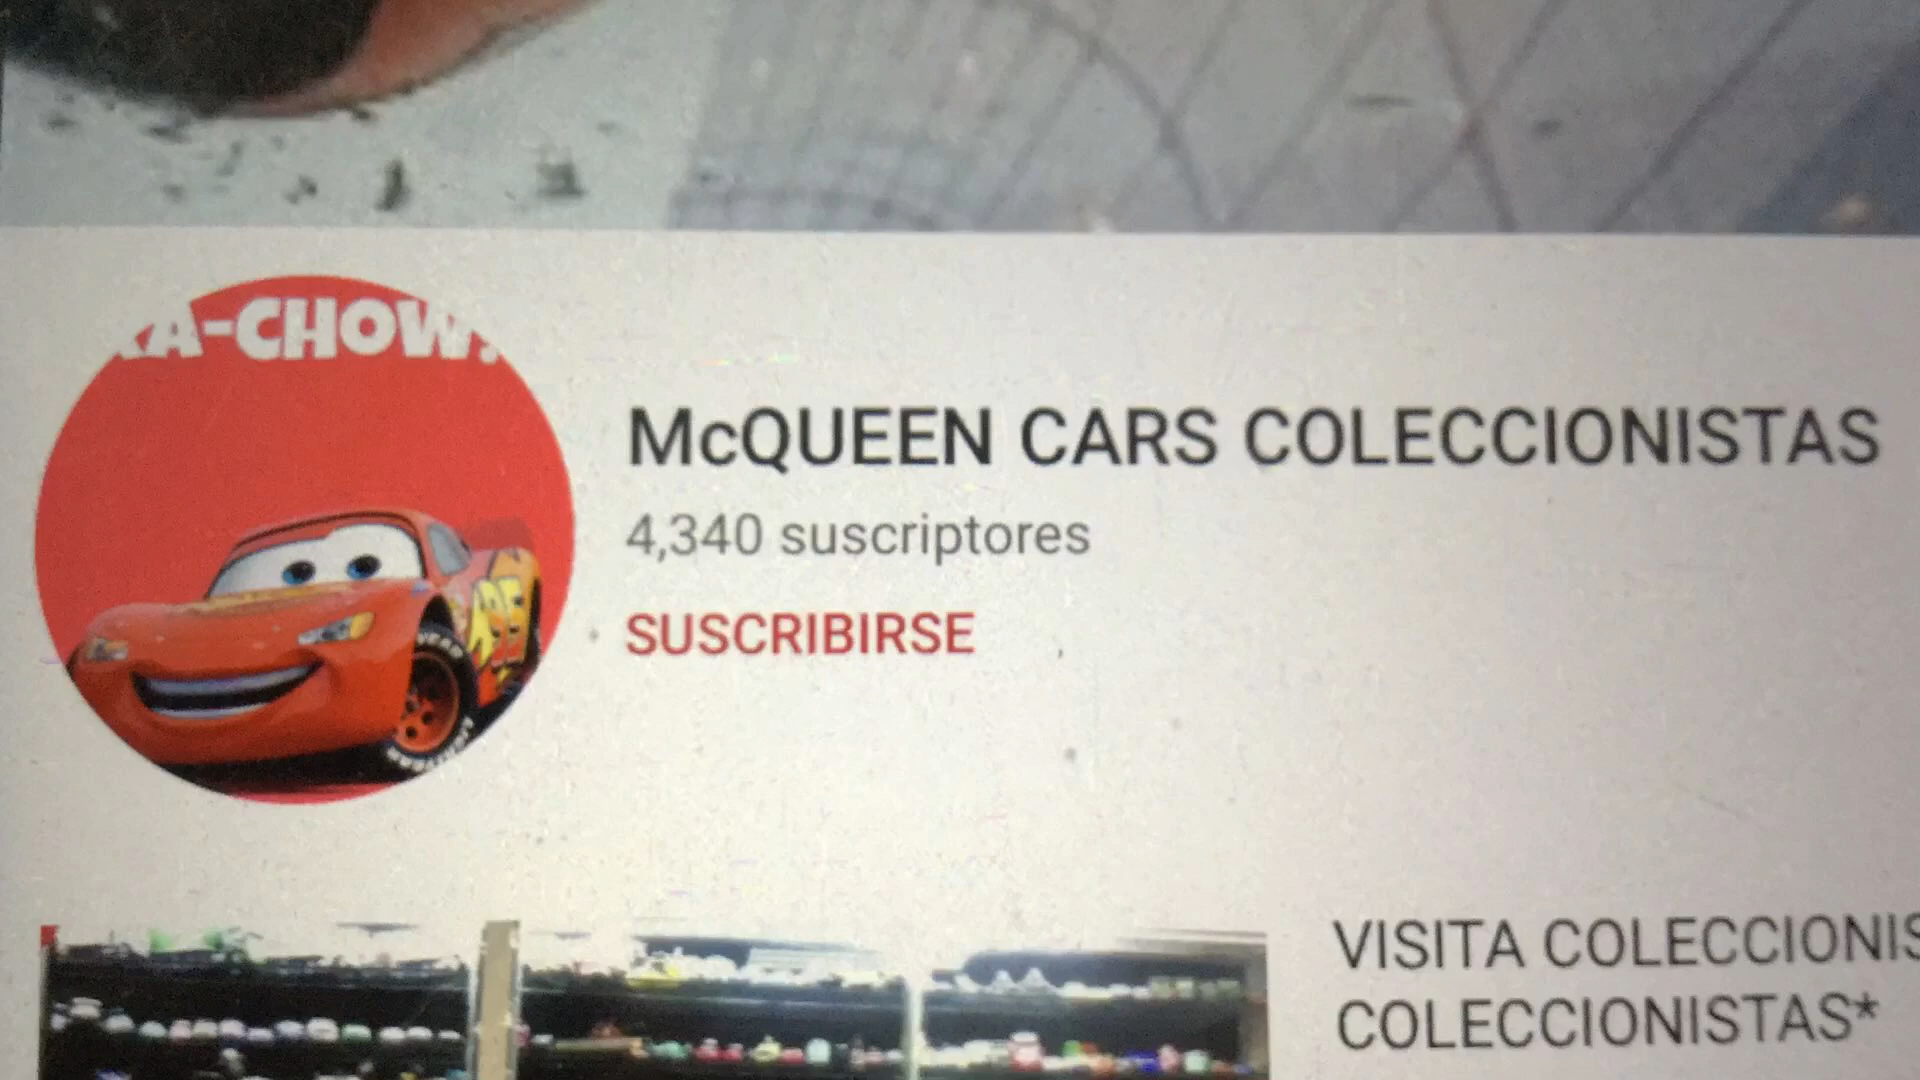 KA-CHOW!
McQUEEN CARS COLECCIONISTAS
4,340 suscriptores
SUSCRIBIRSE
VISITA COLECCIONIS
COLECCIONISTAS*